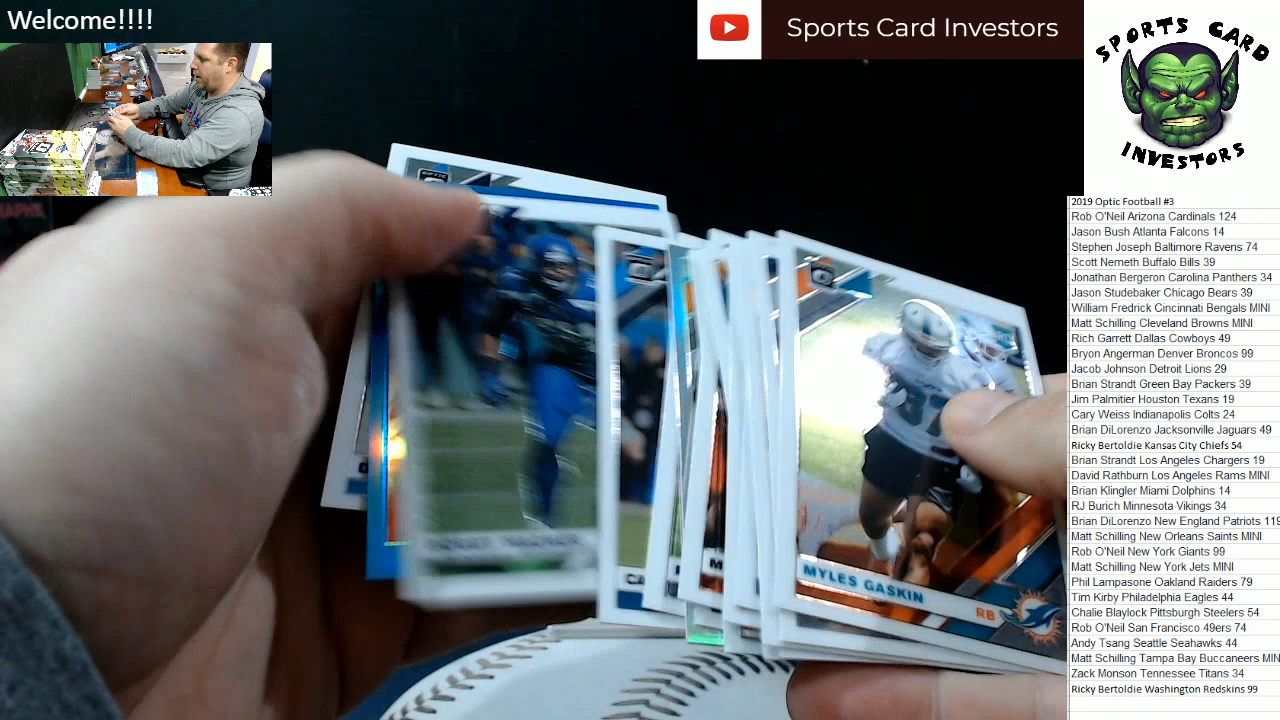 Welcome!!!!
Sports Card Investors
SPORTS CARD
INVESTORS
2019 Optic Football #3
Rob O'Neil Arizona Cardinals 124
Jason Bush Atlanta Falcons 14
Stephen Joseph Baltimore Ravens 74
Scott Nemeth Buffalo Bills 39
Jonathan Bergeron Carolina Panthers 34
Jason Studebaker Chicago Bears 39
William Fredrick Cincinnati Bengals MINI
Matt Schilling Cleveland Browns MINI
Rich Garrett Dallas Cowboys 49
Bryon Angerman Denver Broncos 99
Jacob Johnson Detroit Lions 29
Brian Strandt Green Bay Packers 39
Jim Palmitier Houston Texans 19
Cary Weiss Indianapolis Colts 24
Brian DiLorenzo Jacksonville Jaguars 49
Ricky Bertoldie Kansas City Chiefs 54
Brian Strandt Los Angeles Chargers 19
David Rathburn Los Angeles Rams MINI
Brian Klingler Miami Dolphins 14
RJ Burich Minnesota Vikings 34
Brian DiLorenzo New England Patriots 119
Matt Schilling New Orleans Saints MINI
Rob O'Neil New York Giants 99
Matt Schilling New York Jets MINI
Phil Lampasone Oakland Raiders 79
Tim Kirby Philadelphia Eagles 44
Chalie Blaylock Pittsburgh Steelers 54
Rob O'Neil San Francisco 49ers 74
Andy Tsang Seattle Seahawks 44
Matt Schilling Tampa Bay Buccaneers MIN
Zack Monson Tennessee Titans 34
Ricky Bertoldie Washington Redskins 99
OPTIC
MYLES GASKIN
RB
CA
M